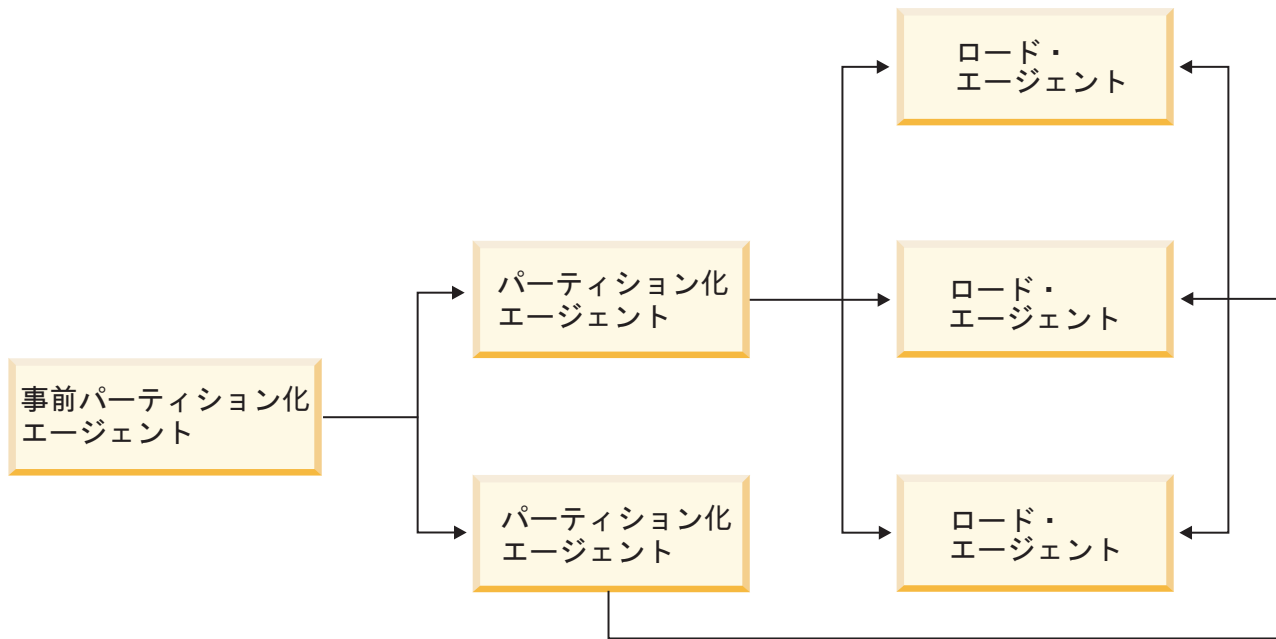 ロード・
エージェント
パーティション化
エージェント
ロード・
エージェント
事前パーティション化
エージェント
パーティション化
エージェント
ロード・
エージェント